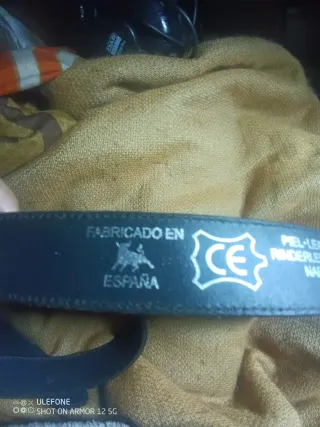 FABRICADO EN
ESPAÑA
CE
PIEL-LE
RINDERLE
ULEFONE
SHOT ON ARMOR 12 5G